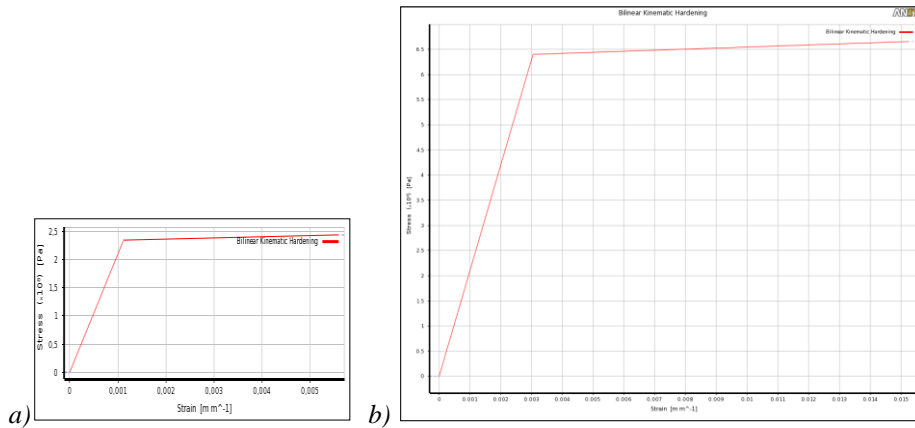 Bilinear Kinematic Hardening
Bilinear Kinematic Hardening
6.5
6
5.5
5
4.5
4
3.5
3
2.5
2
1.5
1
0.5
0
Stress (.10⁸) [Pa]
0 0.001 0.002 0.003 0.004 0.005 0.006 0.007 0.008 0.009 0.01 0.011 0.012 0.013 0.014 0.015
Strain [m m^-1]
b)
2,5
2
1,5
1
0,5
0
Stress (.10⁸) [Pa]
Bilinear Kinematic Hardening
0 0,001 0,002 0,003 0,004 0,005
Strain [m m^-1]
a)